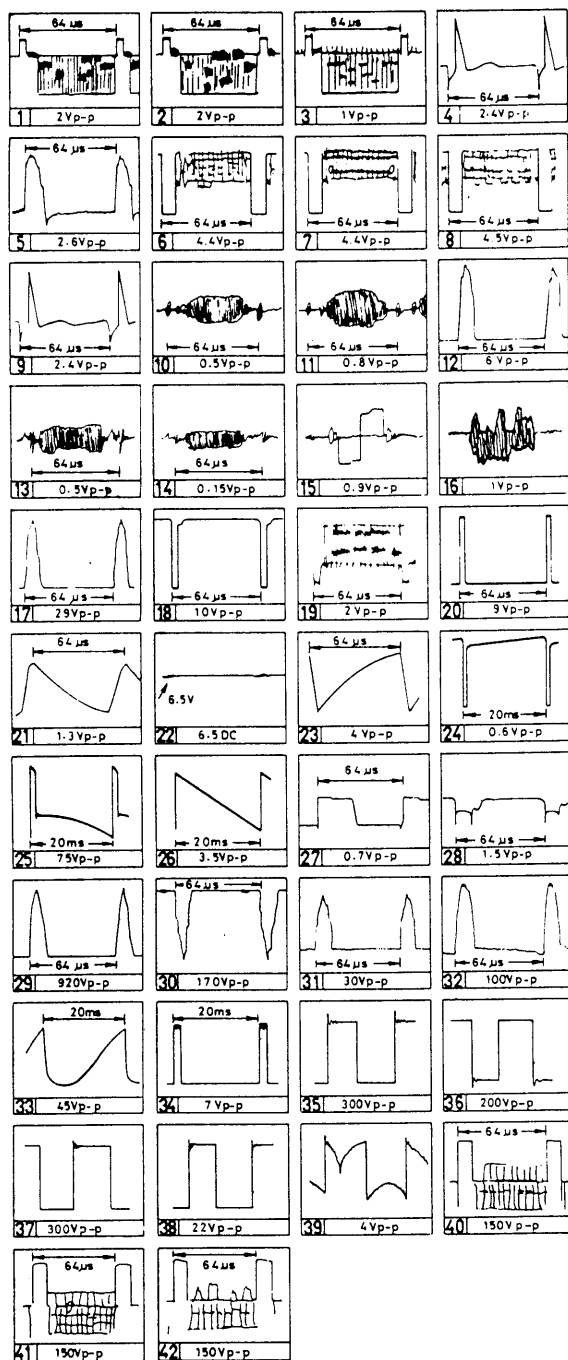 64 μs 64 μs 64 μs
1 2Vp-p 2 2Vp-p 3 1Vp-p 4 64 μs 2.4Vp-p
64 μs
5 2.6Vp-p 6 64 μs 4.4Vp-p 7 64 μs 4.4Vp-p 8 64 μs 4.5Vp-p
9 64 μs 2.4Vp-p 10 64 μs 0.5Vp-p 11 64 μs 0.8Vp-p 12 64 μs 6Vp-p
13 64 μs 0.5Vp-p 14 64 μs 0.15Vp-p 15 64 μs 0.9Vp-p 16 1Vp-p
17 64 μs 29Vp-p 18 64 μs 10Vp-p 19 64 μs 2Vp-p 20 64 μs 9Vp-p
64 μs 6.5V 64 μs 20ms
21 1.3Vp-p 22 6.5DC 23 4Vp-p 24 0.6Vp-p
20ms 20ms 64 μs 64 μs
25 75Vp-p 26 3.5Vp-p 27 0.7Vp-p 28 1.5Vp-p
64 μs 64 μs 64 μs 64 μs
29 920Vp-p 30 170Vp-p 31 30Vp-p 32 100Vp-p
20ms 20ms
33 45Vp-p 34 7Vp-p 35 300Vp-p 36 200Vp-p
64 μs
37 300Vp-p 38 22Vp-p 39 4Vp-p 40 150Vp-p
64μs 64 μs
41 150Vp-p 42 150Vp-p